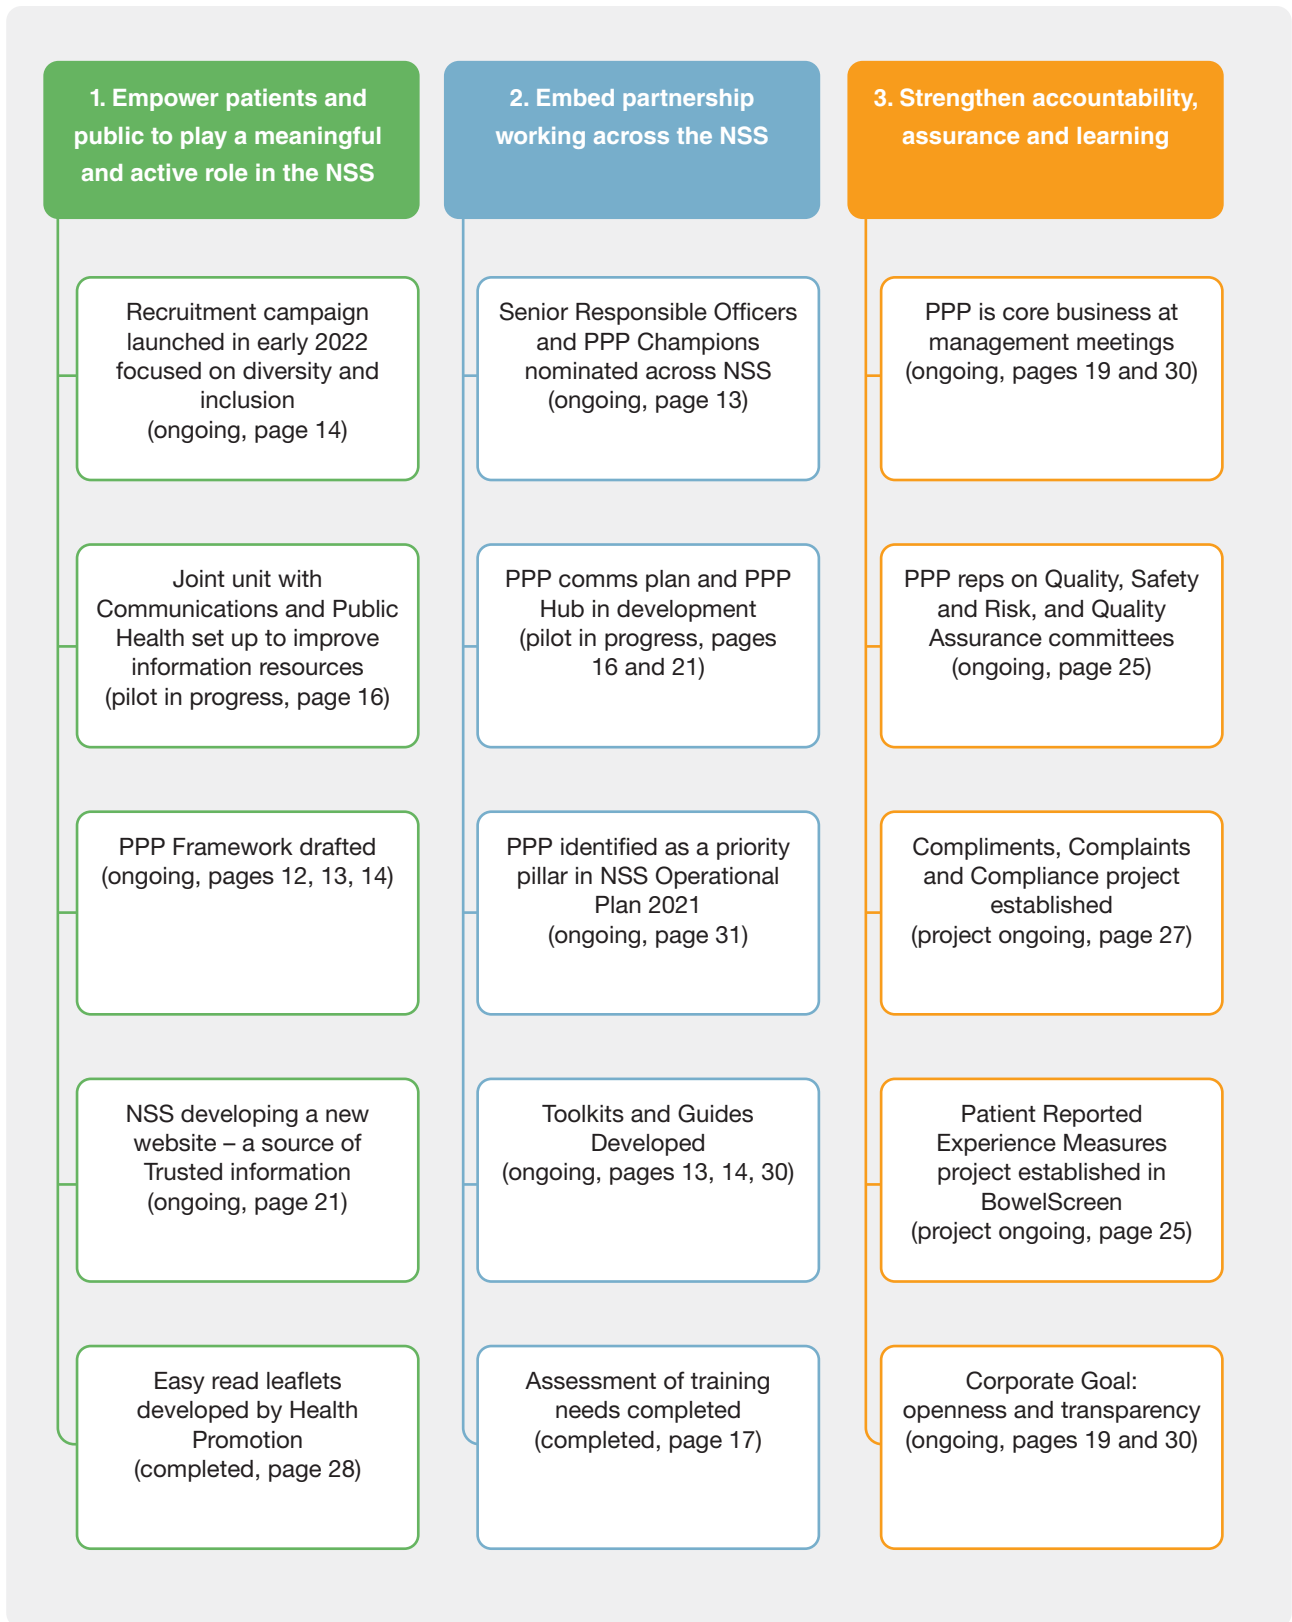 1. Empower patients and
public to play a meaningful
and active role in the NSS
Recruitment campaign
launched in early 2022
focused on diversity and
inclusion
(ongoing, page 14)
Joint unit with
Communications and Public
Health set up to improve
information resources
(pilot in progress, page 16)
PPP Framework drafted
(ongoing, pages 12, 13, 14)
NSS developing a new
website – a source of
Trusted information
(ongoing, page 21)
Easy read leaflets
developed by Health
Promotion
(completed, page 28)
2. Embed partnership
working across the NSS
Senior Responsible Officers
and PPP Champions
nominated across NSS
(ongoing, page 13)
PPP comms plan and PPP
Hub in development
(pilot in progress, pages
16 and 21)
PPP identified as a priority
pillar in NSS Operational
Plan 2021
(ongoing, page 31)
Toolkits and Guides
Developed
(ongoing, pages 13, 14, 30)
Assessment of training
needs completed
(completed, page 17)
3. Strengthen accountability,
assurance and learning
PPP is core business at
management meetings
(ongoing, pages 19 and 30)
PPP reps on Quality, Safety
and Risk, and Quality
Assurance committees
(ongoing, page 25)
Compliments, Complaints
and Compliance project
established
(project ongoing, page 27)
Patient Reported
Experience Measures
project established in
BowelScreen
(project ongoing, page 25)
Corporate Goal:
openness and transparency
(ongoing, pages 19 and 30)